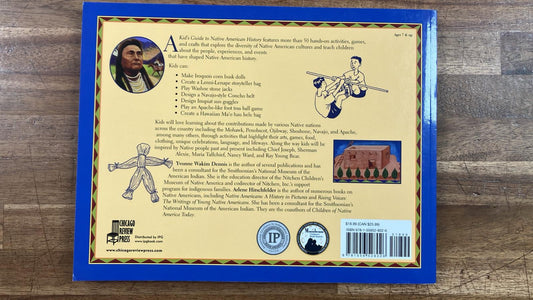 Ages 7 & up
A Kid's Guide to Native American History features more than 50 hands-on activities, games,
and crafts that explore the diversity of Native American cultures and teach children
about the people, experiences, and events
that have shaped Native American history.
Kids can:
• Make Iroquois corn husk dolls
• Create a Lenni-Lenape storyteller bag
• Play Washoe stone jacks
• Design a Navajo-style Concho belt
• Design Inupiat sun goggles
• Play an Apache-like foot toss ball game
• Create a Hawaiian Ma'o hau hele bag
Kids will love learning about the contributions made by various Native nations
across the country including the Mohawk, Penobscot, Ojibway, Shoshone, Navajo, and Apache,
among many others, through activities that highlight their arts, games, food,
clothing, unique celebrations, language, and lifeways. Along the way kids will be
inspired by Native people past and present including Chief Joseph, Sherman
Alexie, Maria Tallchief, Nancy Ward, and Ray Young Bear.
Yvonne Wakim Dennis is the author of several publications and has
been a consultant for the Smithsonian's National Museum of the
American Indian. She is the education director of the Nitchen Children's
Museum of Native America and codirector of Nitchen, Inc.'s support
program for indigenous families. Arlene Hirschfelder is the author of numerous books on
Native Americans, including Native Americans: A History in Pictures and Rising Voices:
The Writings of Young Native Americans. She has been a consultant for the Smithsonian's
National Museum of the American Indian. They are the coauthors of Children of Native
America Today.
CHICAGO
REVIEW
PRESS
Distributed by IPG
www.ipgbook.com
www.chicagoreviewpress.com
IP